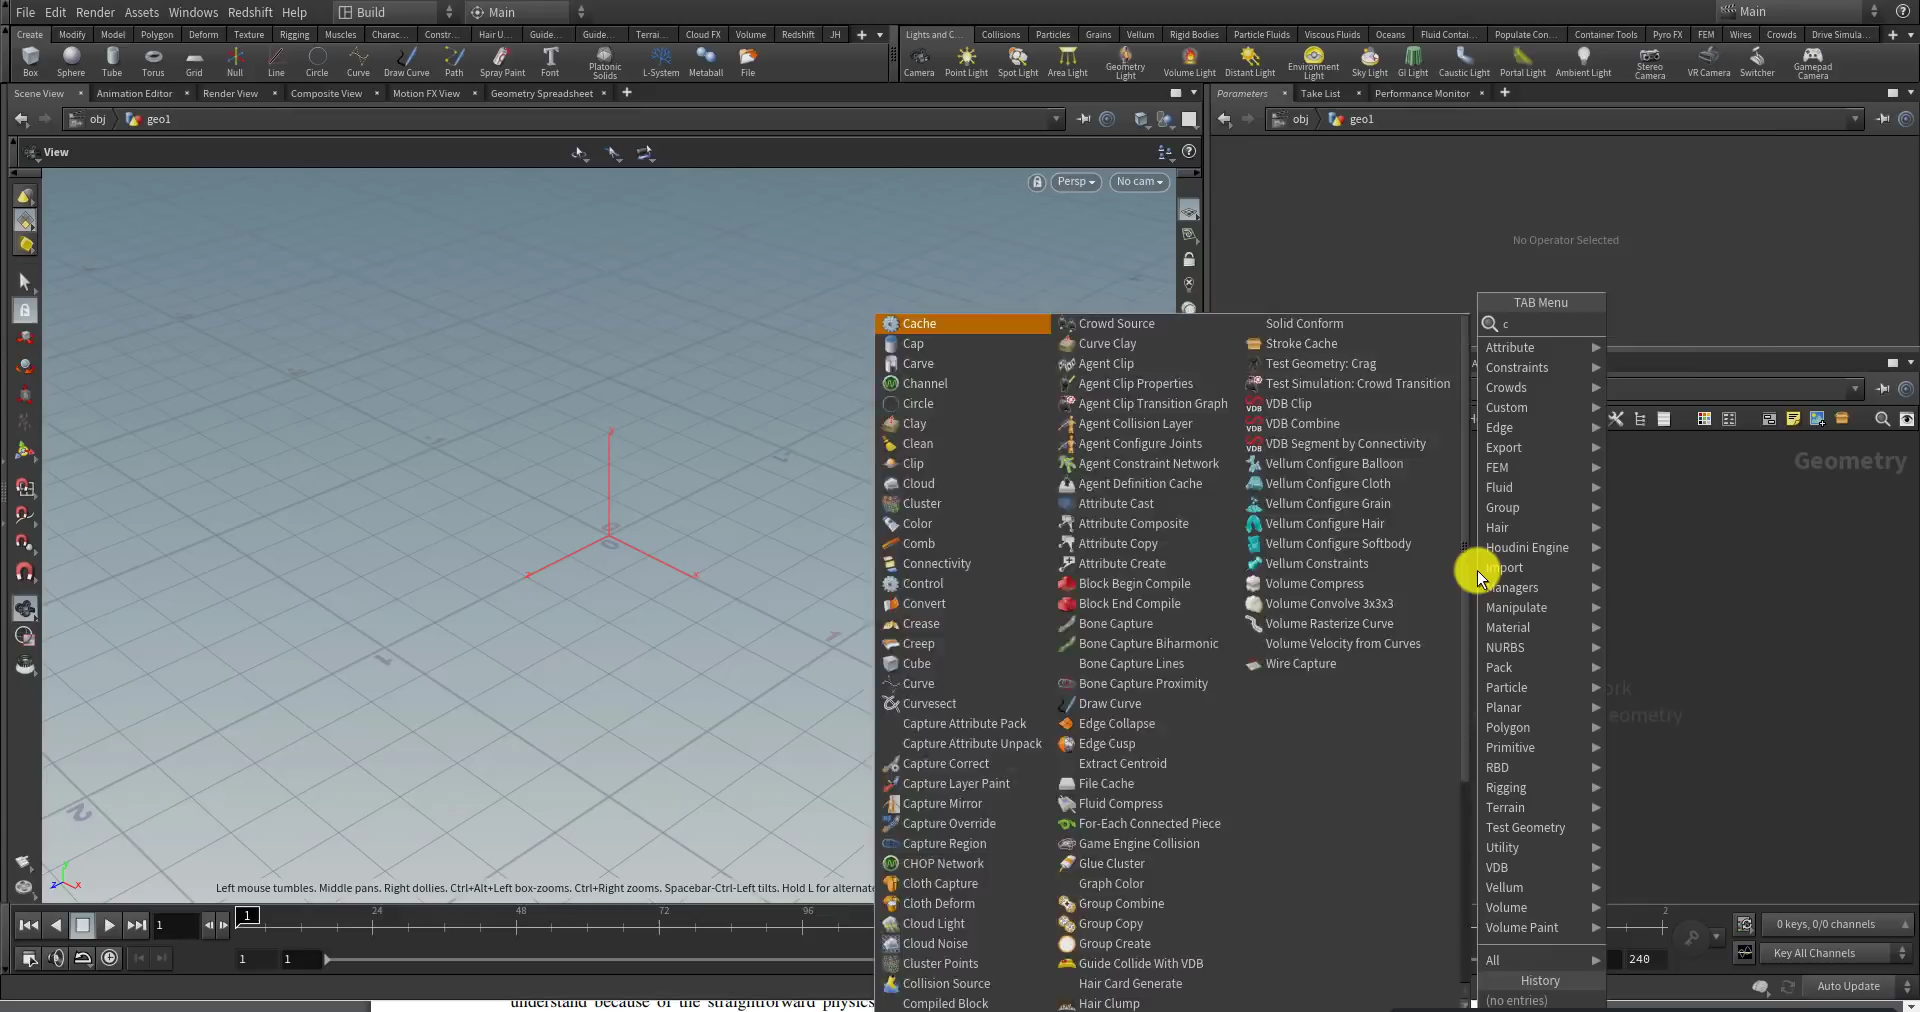 File Edit Render Assets Windows Redshift Help Build Main Main
Create Modify Model Polygon Deform Texture Rigging Muscles Charac... Constr... Hair U... Guide... Guide... Terrai... Cloud FX Volume Redshift JH
Lights and C... Collisions Particles Grains Vellum Rigid Bodies Particle Fluids Viscous Fluids Oceans Fluid Contai... Populate Con... Container Tools Pyro FX FEM Wires Crowds Drive Simula...
Box Sphere Tube Torus Grid Null Line Circle Curve Draw Curve Path Spray Paint Font Platonic Solids L-System Metaball File
Camera Point Light Spot Light Area Light Geometry Light Volume Light Distant Light Environment Light Sky Light GI Light Caustic Light Portal Light Ambient Light Stereo Camera VR Camera Switcher Gamepad Camera
Scene View Animation Editor Render View Composite View Motion FX View Geometry Spreadsheet
Parameters Take List Performance Monitor
obj geo1
obj geo1
View
Persp No cam
No Operator Selected
TAB Menu
c
Attribute
Constraints
Crowds
Custom
Edge
Export
FEM
Fluid
Group
Hair
Houdini Engine
Import
Managers
Manipulate
Material
NURBS
Pack
Particle
Planar
Polygon
Primitive
RBD
Rigging
Terrain
Test Geometry
Utility
VDB
Vellum
Volume
Volume Paint
All
History
(no entries)
Cache
Cap
Carve
Channel
Circle
Clay
Clean
Clip
Cloud
Cluster
Color
Comb
Connectivity
Control
Convert
Crease
Creep
Cube
Curve
Curvesect
Capture Attribute Pack
Capture Attribute Unpack
Capture Correct
Capture Layer Paint
Capture Mirror
Capture Override
Capture Region
CHOP Network
Cloth Capture
Cloth Deform
Cloud Light
Cloud Noise
Cluster Points
Collision Source
Compiled Block
Crowd Source
Curve Clay
Agent Clip
Agent Clip Properties
Agent Clip Transition Graph
Agent Collision Layer
Agent Configure Joints
Agent Constraint Network
Agent Definition Cache
Attribute Cast
Attribute Composite
Attribute Copy
Attribute Create
Block Begin Compile
Block End Compile
Bone Capture
Bone Capture Biharmonic
Bone Capture Lines
Bone Capture Proximity
Draw Curve
Edge Collapse
Edge Cusp
Extract Centroid
File Cache
Fluid Compress
For-Each Connected Piece
Game Engine Collision
Glue Cluster
Graph Color
Group Combine
Group Copy
Group Create
Guide Collide With VDB
Hair Card Generate
Hair Clump
Solid Conform
Stroke Cache
Test Geometry: Crag
Test Simulation: Crowd Transition
VDB Clip
VDB Combine
VDB Segment by Connectivity
Vellum Configure Balloon
Vellum Configure Cloth
Vellum Configure Grain
Vellum Configure Hair
Vellum Configure Softbody
Vellum Constraints
Volume Compress
Volume Convolve 3x3x3
Volume Rasterize Curve
Volume Velocity from Curves
Wire Capture
Geometry
Left mouse tumbles. Middle pans. Right dollies. Ctrl+Alt+Left box-zooms. Ctrl+Right zooms. Spacebar-Ctrl-Left tilts. Hold L for alternate
1 1 24 48 72 96 2
0 keys, 0/0 channels
1 1 240 Key All Channels
Auto Update
understand because of the straightforward physics